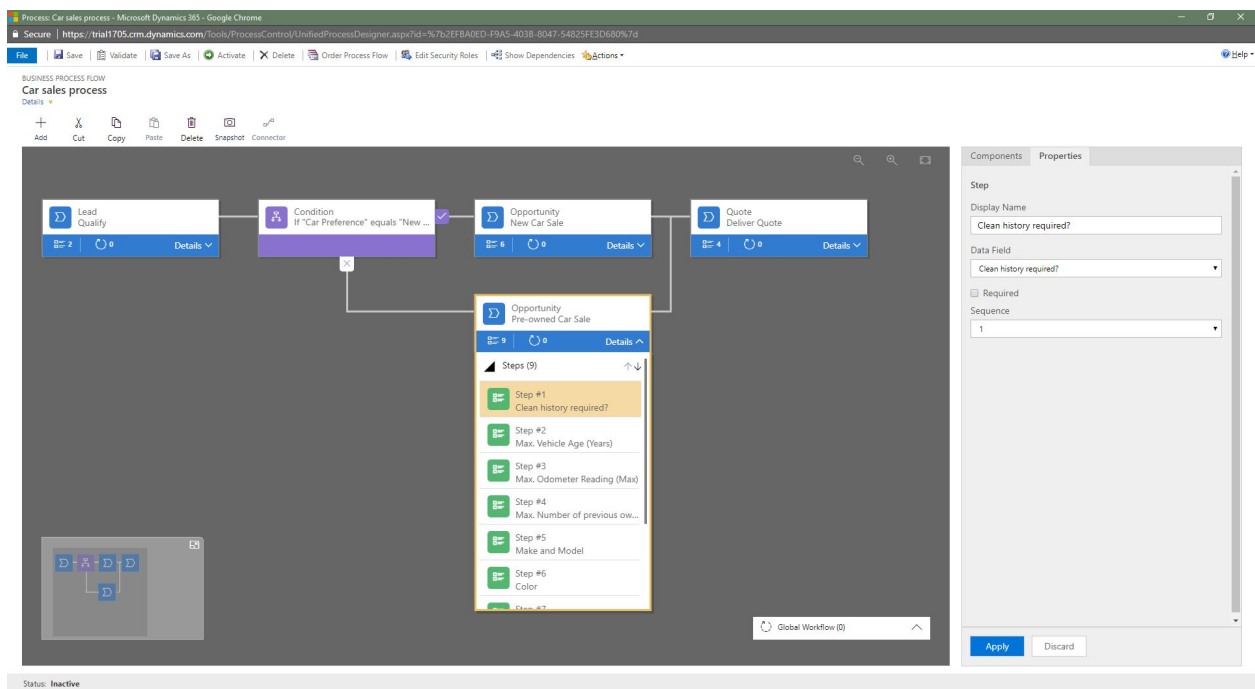 Process: Car sales process - Microsoft Dynamics 365 - Google Chrome
Secure | https://trial1705.crm.dynamics.com/Tools/ProcessControl/UnifiedProcessDesigner.aspx?id=%7b2EFBA0ED-F9A5-403B-8047-54825FE3D680%7d
File Save Validate Save As Activate Delete Order Process Flow Edit Security Roles Show Dependencies Actions Help
BUSINESS PROCESS FLOW
Car sales process
Details
Add Cut Copy Paste Delete Snapshot Connector
Lead
Qualify
2 0 Details
Condition
If "Car Preference" equals "New ...
Opportunity
New Car Sale
6 0 Details
Quote
Deliver Quote
4 0 Details
Opportunity
Pre-owned Car Sale
9 0 Details
Steps (9)
Step #1
Clean history required?
Step #2
Max. Vehicle Age (Years)
Step #3
Max. Odometer Reading (Max)
Step #4
Max. Number of previous ow...
Step #5
Make and Model
Step #6
Color
Step #7
Global Workflow (0)
Components Properties
Step
Display Name
Clean history required?
Data Field
Clean history required?
Required
Sequence
1
Apply Discard
Status: Inactive